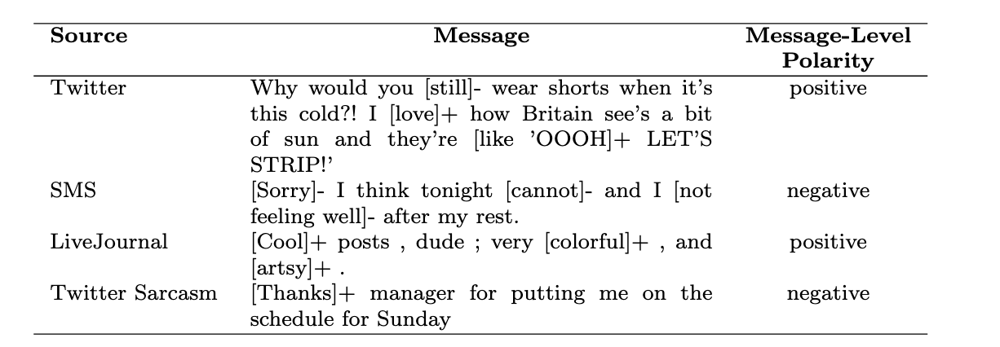 Source Message Message-Level
Polarity
Twitter Why would you [still]- wear shorts when it's positive
this cold?! I [love]+ how Britain see's a bit
of sun and they're [like 'OOOH]+ LET'S
STRIP!'
SMS [Sorry]- I think tonight [cannot]- and I [not negative
feeling well]- after my rest.
LiveJournal [Cool]+ posts , dude ; very [colorful]+ , and positive
[artsy]+ .
Twitter Sarcasm [Thanks]+ manager for putting me on the negative
schedule for Sunday